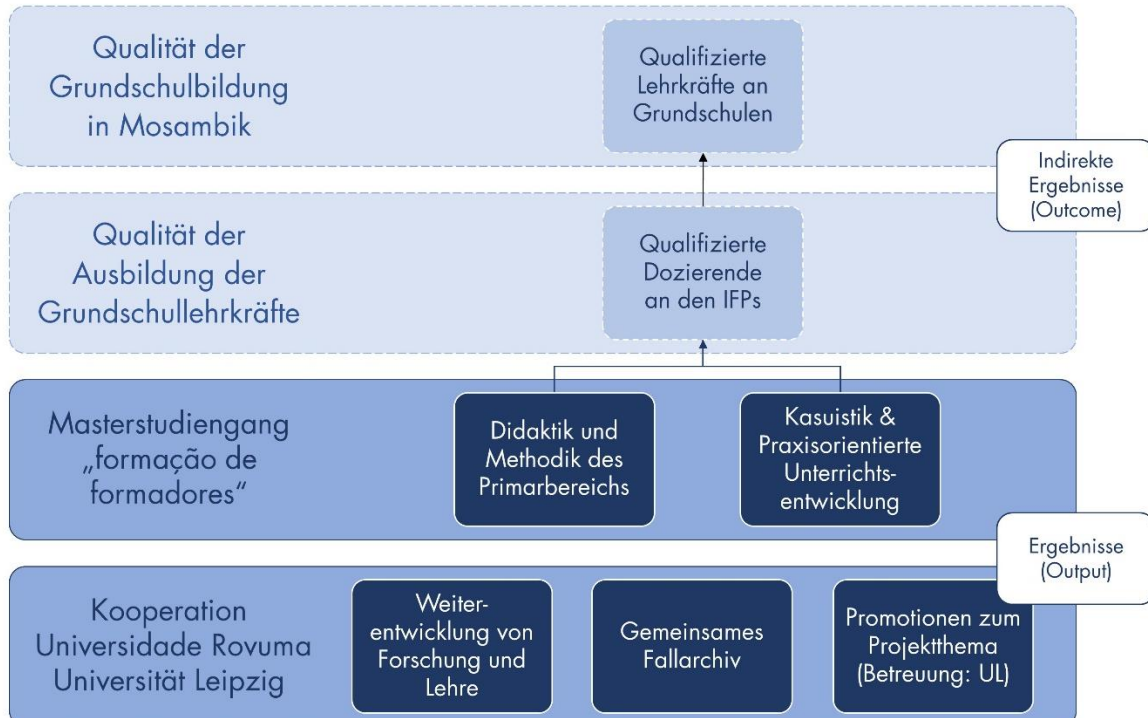 Qualität der
Grundschulbildung
in Mosambik
Qualifizierte
Lehrkräfte an
Grundschulen
Indirekte
Ergebnisse
(Outcome)
Qualität der
Ausbildung der
Grundschullehrkräfte
Qualifizierte
Dozierende
an den IFPs
Masterstudiengang
„formação de
formadores“
Didaktik und
Methodik des
Primarbereichs
Kasuistik &
Praxisorientierte
Unterrichts-
entwicklung
Ergebnisse
(Output)
Kooperation
Universidade Rovuma
Universität Leipzig
Weiter-
entwicklung von
Forschung und
Lehre
Gemeinsames
Fallarchiv
Promotionen zum
Projektthema
(Betreuung: UL)